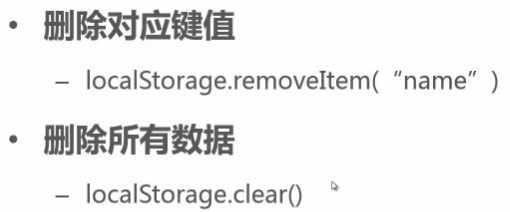 • 删除对应键值
– localStorage.removeItem(“name”)
• 删除所有数据
– localStorage.clear()